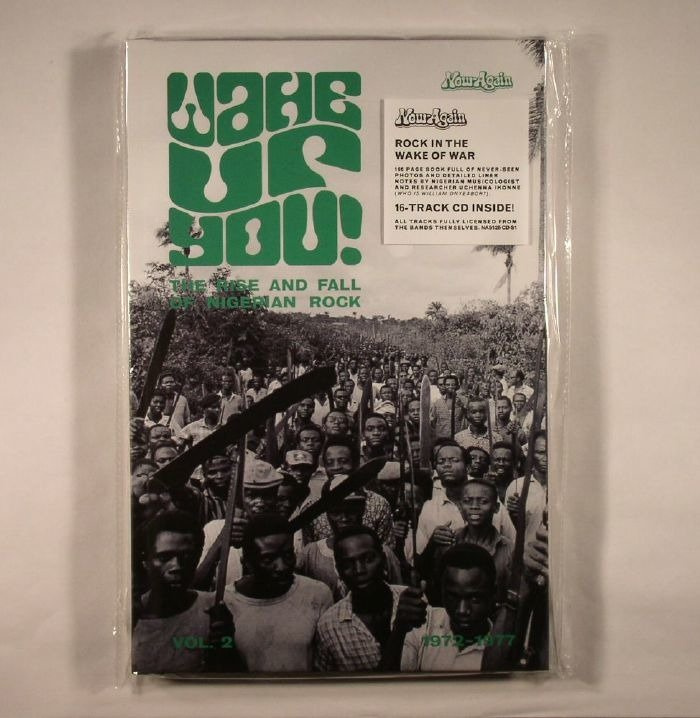 WAKE
UP
YOU!
THE RISE AND FALL
OF NIGERIAN ROCK
Now-Again
Now-Again
ROCK IN THE
WAKE OF WAR
100 PAGE BOOK FULL OF NEVER-SEEN
PHOTOS AND DETAILED LINER
NOTES BY NIGERIAN MUSICOLOGIST
AND RESEARCHER UCHENNA IKONNE
(WHO IS WILLIAM ONYEABOR?).
16-TRACK CD INSIDE!
ALL TRACKS FULLY LICENSED FROM
THE BANDS THEMSELVES.
VOL. 2
1972-1977